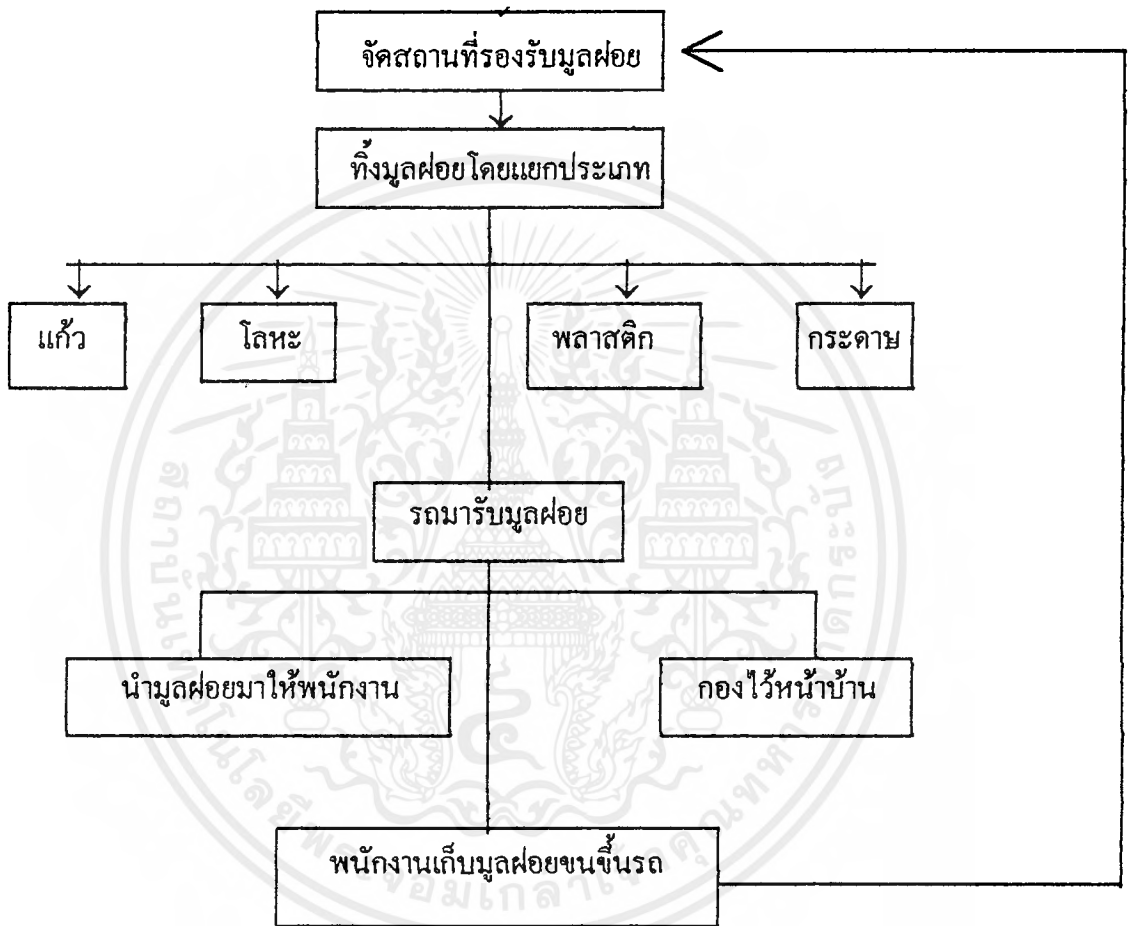 จัดสถานที่รองรับมูลฝอย
ทิ้งมูลฝอยโดยแยกประเภท
แก้ว
โลหะ
พลาสติก
กระดาษ
รถมารับมูลฝอย
นำมูลฝอยมาให้พนักงาน
กองไว้หน้าบ้าน
พนักงานเก็บมูลฝอยขนขึ้นรถ